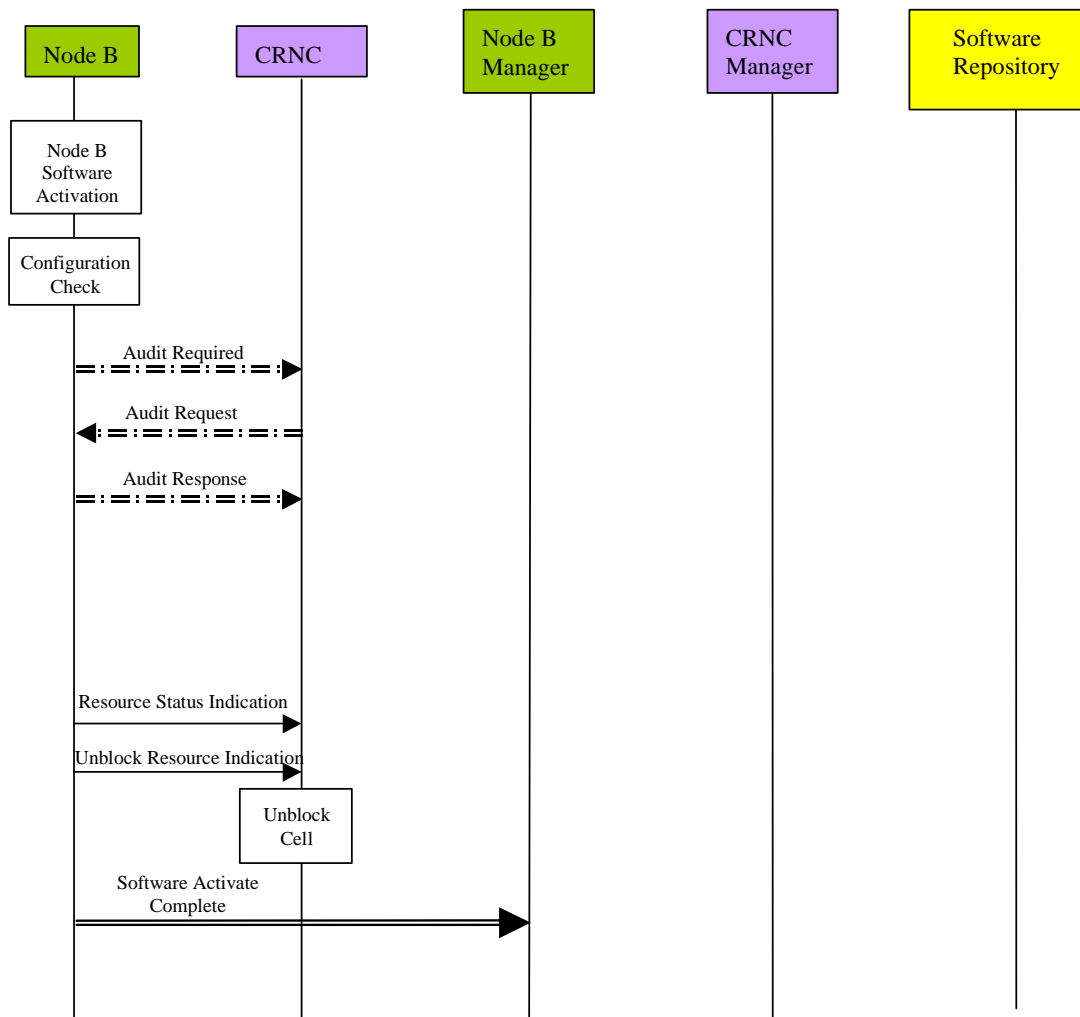 Node B
CRNC
Node B
Manager
CRNC
Manager
Software
Repository
Node B
Software
Activation
Configuration
Check
Audit Required
Audit Request
Audit Response
Resource Status Indication
Unblock Resource Indication
Unblock
Cell
Software Activate
Complete